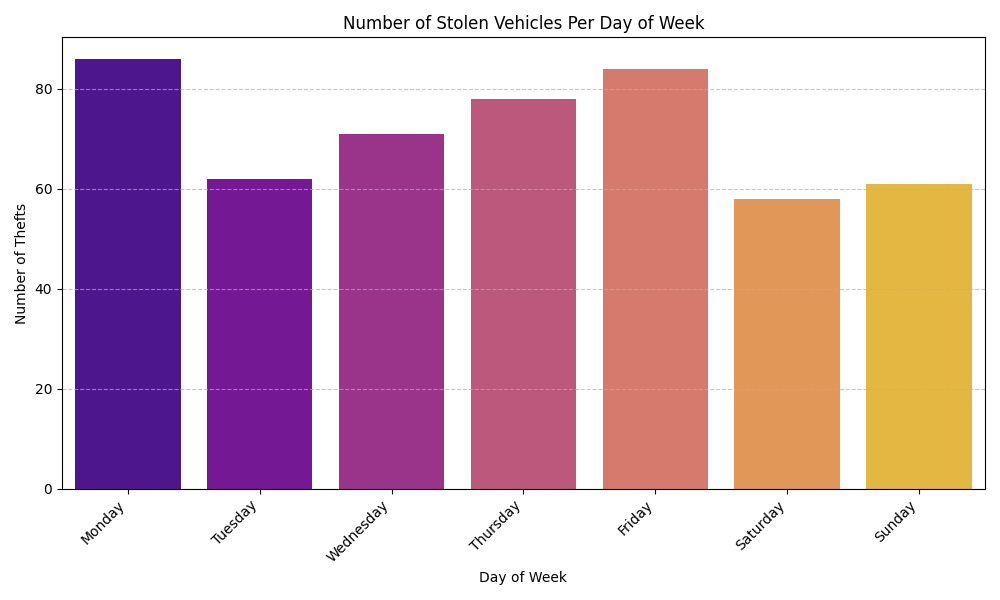 Number of Stolen Vehicles Per Day of Week
Number of Thefts
80
60
40
20
0
Monday
Tuesday
Wednesday
Thursday
Friday
Saturday
Sunday
Day of Week